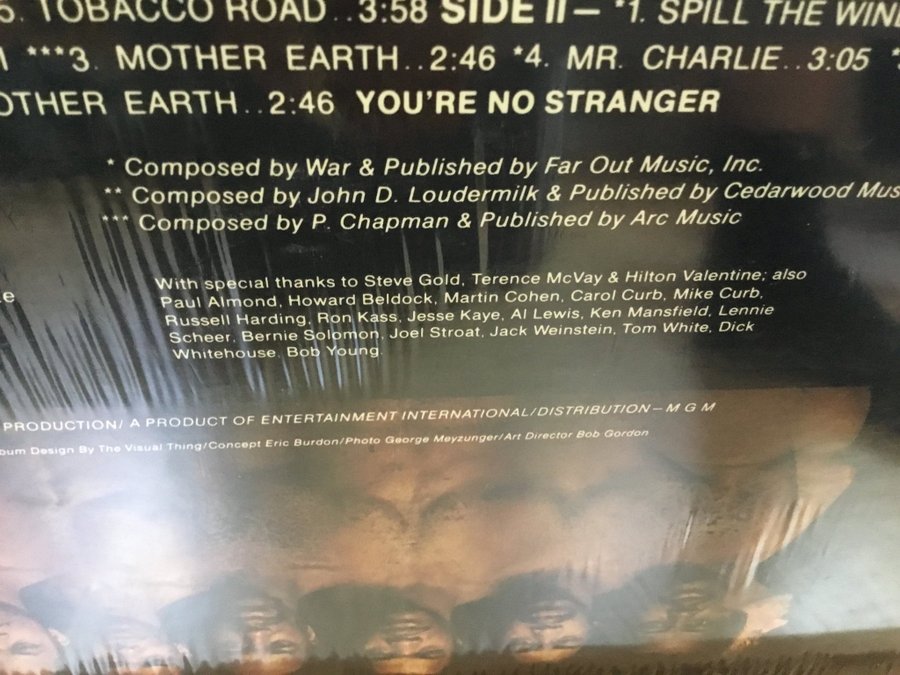 5. TOBACCO ROAD..3:58 SIDE II— *1. SPILL THE WIN
***3. MOTHER EARTH..2:46 *4. MR. CHARLIE..3:05 *
OTHER EARTH..2:46 YOU'RE NO STRANGER
* Composed by War & Published by Far Out Music, Inc.
** Composed by John D. Loudermilk & Published by Cedarwood Mus
*** Composed by P. Chapman & Published by Arc Music
With special thanks to Steve Gold, Terence McVay & Hilton Valentine; also
Paul Almond, Howard Beldock, Martin Cohen, Carol Curb, Mike Curb,
Russell Harding, Ron Kass, Jesse Kaye, Al Lewis, Ken Mansfield, Lennie
Scheer, Bernie Solomon, Joel Stroat, Jack Weinstein, Tom White, Dick
Whitehouse, Bob Young.
PRODUCTION/ A PRODUCT OF ENTERTAINMENT INTERNATIONAL/DISTRIBUTION—M G M
bum Design By The Visual Thing/Concept Eric Burdon/Photo George Meyzunger/Art Director Bob Gordon